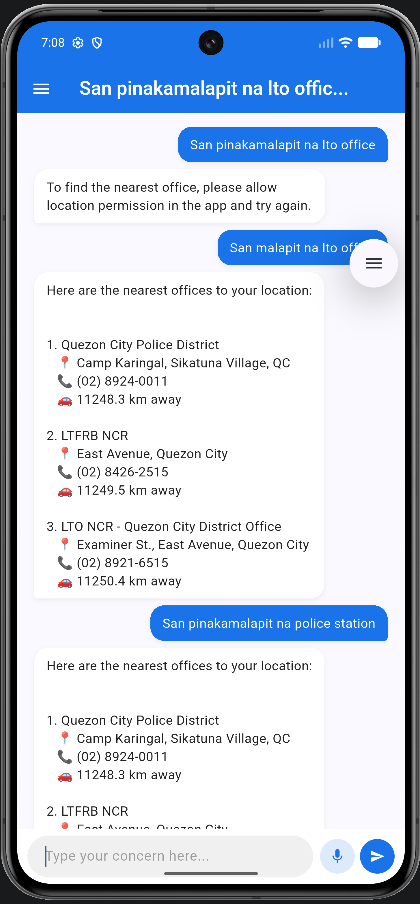 7:08
San pinakamalapit na lto offic...
San pinakamalapit na lto office
To find the nearest office, please allow
location permission in the app and try again.
San malapit na lto off
Here are the nearest offices to your location:
1. Quezon City Police District
📍 Camp Karingal, Sikatuna Village, QC
📞 (02) 8924-0011
🚗 11248.3 km away
2. LTFRB NCR
📍 East Avenue, Quezon City
📞 (02) 8426-2515
🚗 11249.5 km away
3. LTO NCR - Quezon City District Office
📍 Examiner St., East Avenue, Quezon City
📞 (02) 8921-6515
🚗 11250.4 km away
San pinakamalapit na police station
Here are the nearest offices to your location:
1. Quezon City Police District
📍 Camp Karingal, Sikatuna Village, QC
📞 (02) 8924-0011
🚗 11248.3 km away
2. LTFRB NCR
📍 East Avenue, Quezon City
Type your concern here...